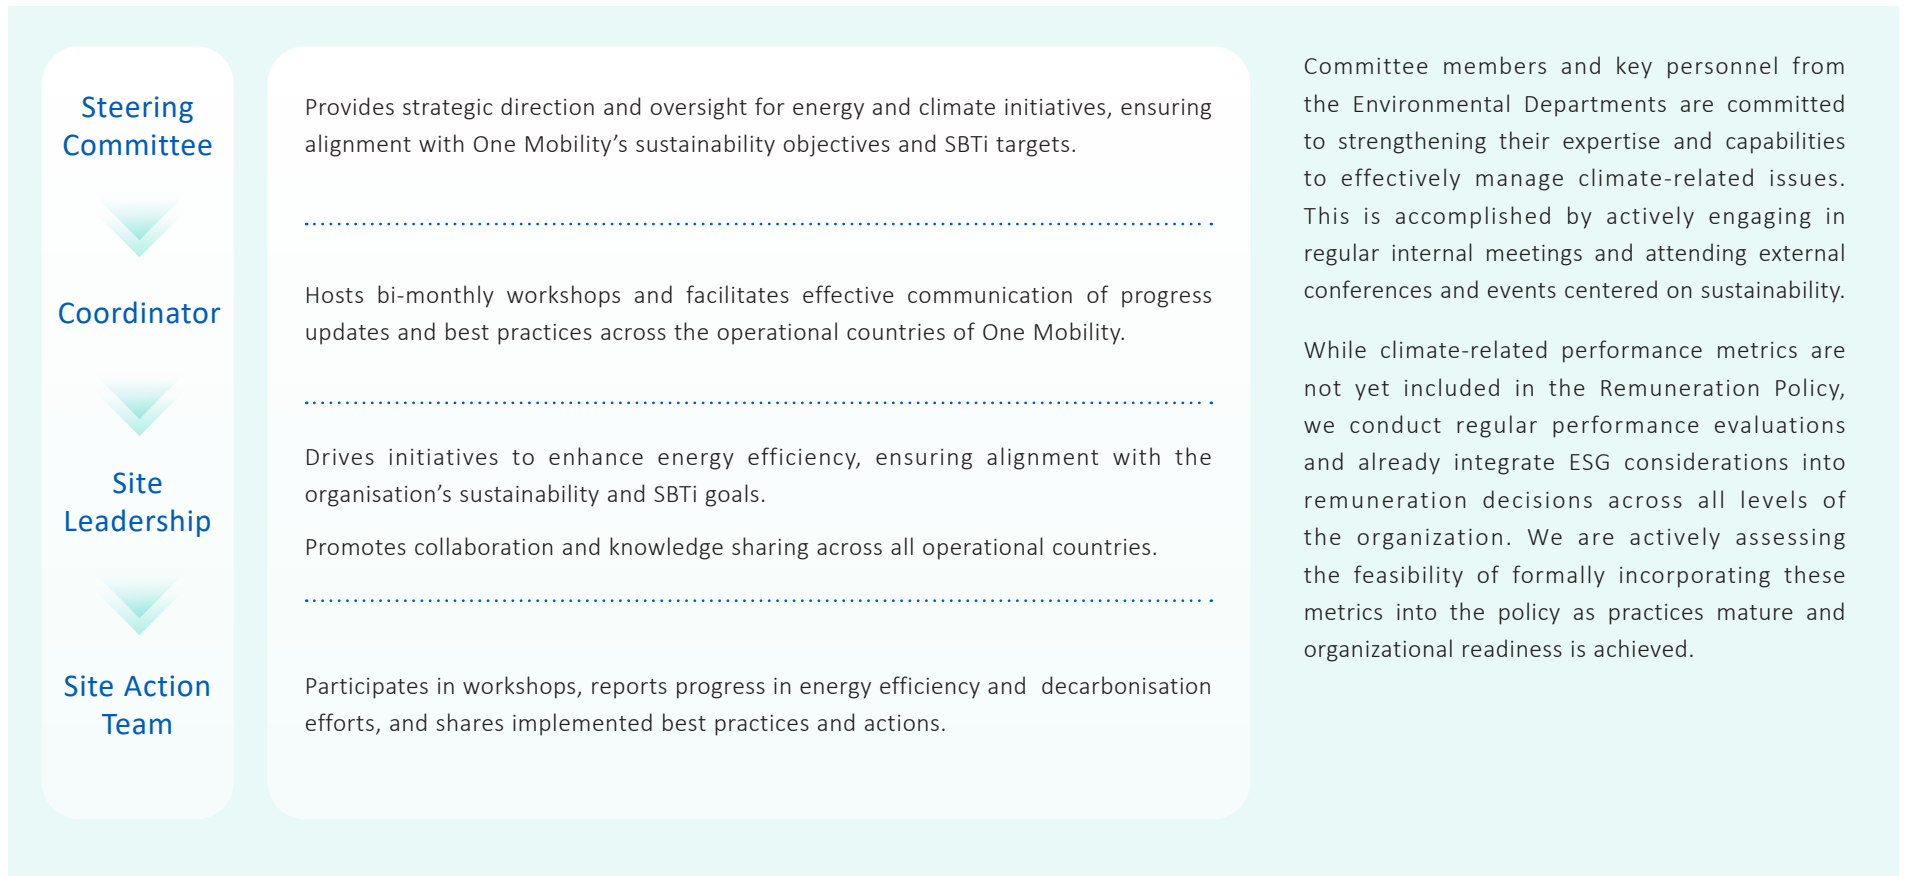 Steering
Committee
Provides strategic direction and oversight for energy and climate initiatives, ensuring
alignment with One Mobility’s sustainability objectives and SBTi targets.
Coordinator
Hosts bi-monthly workshops and facilitates effective communication of progress
updates and best practices across the operational countries of One Mobility.
Site
Leadership
Drives initiatives to enhance energy efficiency, ensuring alignment with the
organisation’s sustainability and SBTi goals.
Promotes collaboration and knowledge sharing across all operational countries.
Site Action
Team
Participates in workshops, reports progress in energy efficiency and decarbonisation
efforts, and shares implemented best practices and actions.
Committee members and key personnel from
the Environmental Departments are committed
to strengthening their expertise and capabilities
to effectively manage climate-related issues.
This is accomplished by actively engaging in
regular internal meetings and attending external
conferences and events centered on sustainability.
While climate-related performance metrics are
not yet included in the Remuneration Policy,
we conduct regular performance evaluations
and already integrate ESG considerations into
remuneration decisions across all levels of
the organization. We are actively assessing
the feasibility of formally incorporating these
metrics into the policy as practices mature and
organizational readiness is achieved.